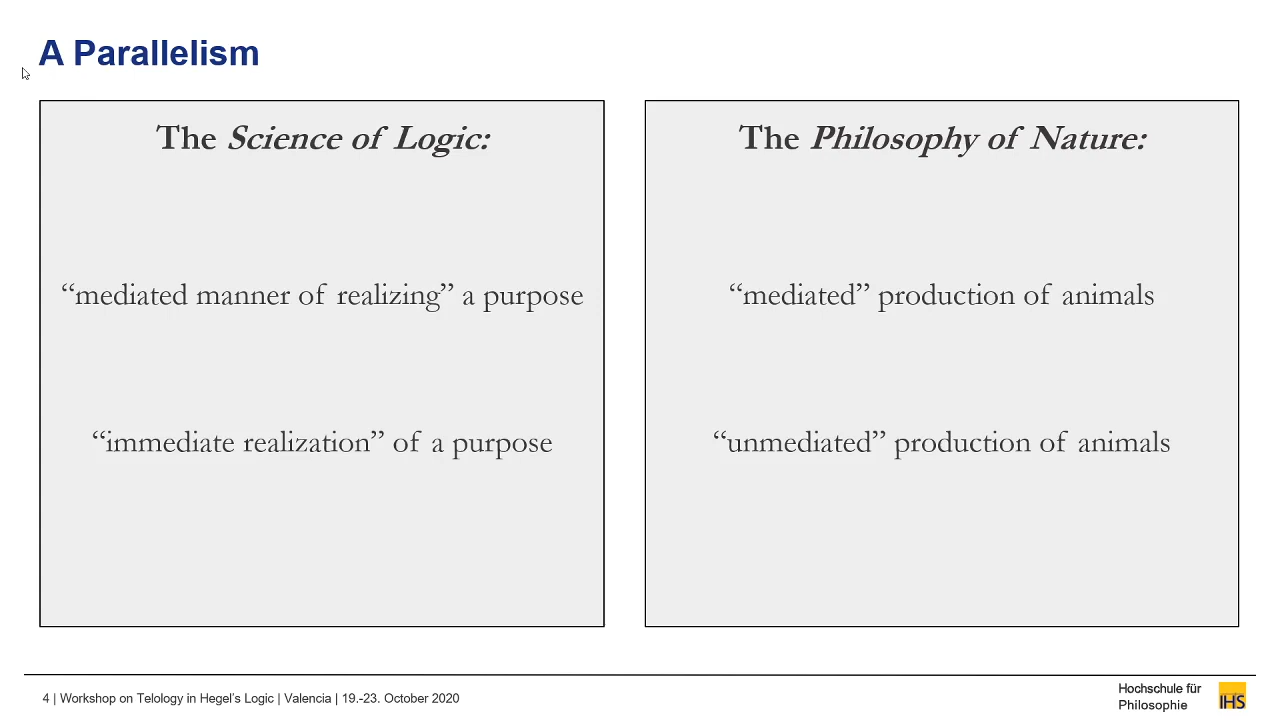 A Parallelism
The Science of Logic:
“mediated manner of realizing” a purpose
“immediate realization” of a purpose
The Philosophy of Nature:
“mediated” production of animals
“unmediated” production of animals
4 | Workshop on Telology in Hegel’s Logic | Valencia | 19.-23. October 2020
Hochschule für
Philosophie
IHS